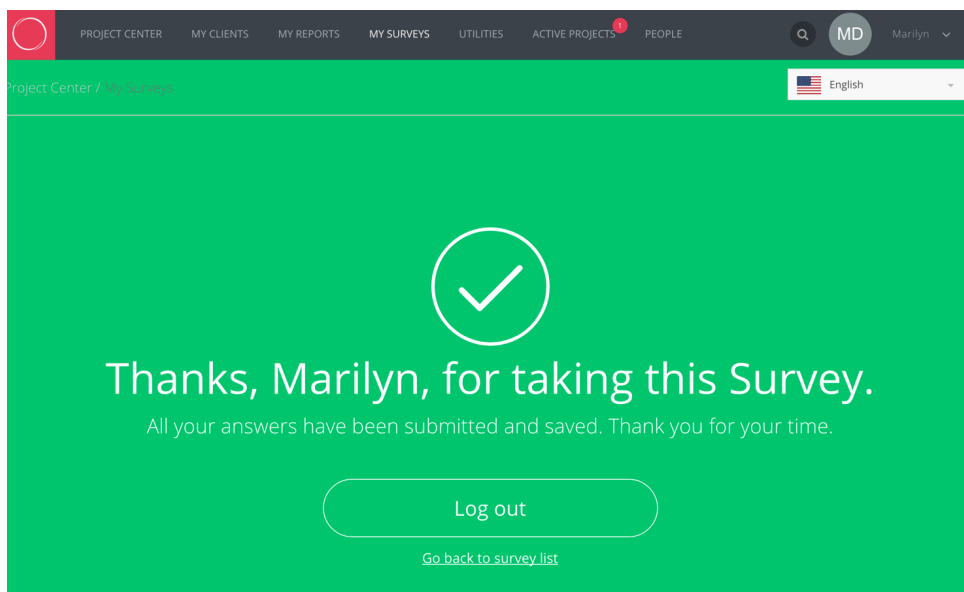 PROJECT CENTER MY CLIENTS MY REPORTS MY SURVEYS UTILITIES ACTIVE PROJECTS 1 PEOPLE MD Marilyn
Project Center / My Surveys
English
Thanks, Marilyn, for taking this Survey.
All your answers have been submitted and saved. Thank you for your time.
Log out
Go back to survey list